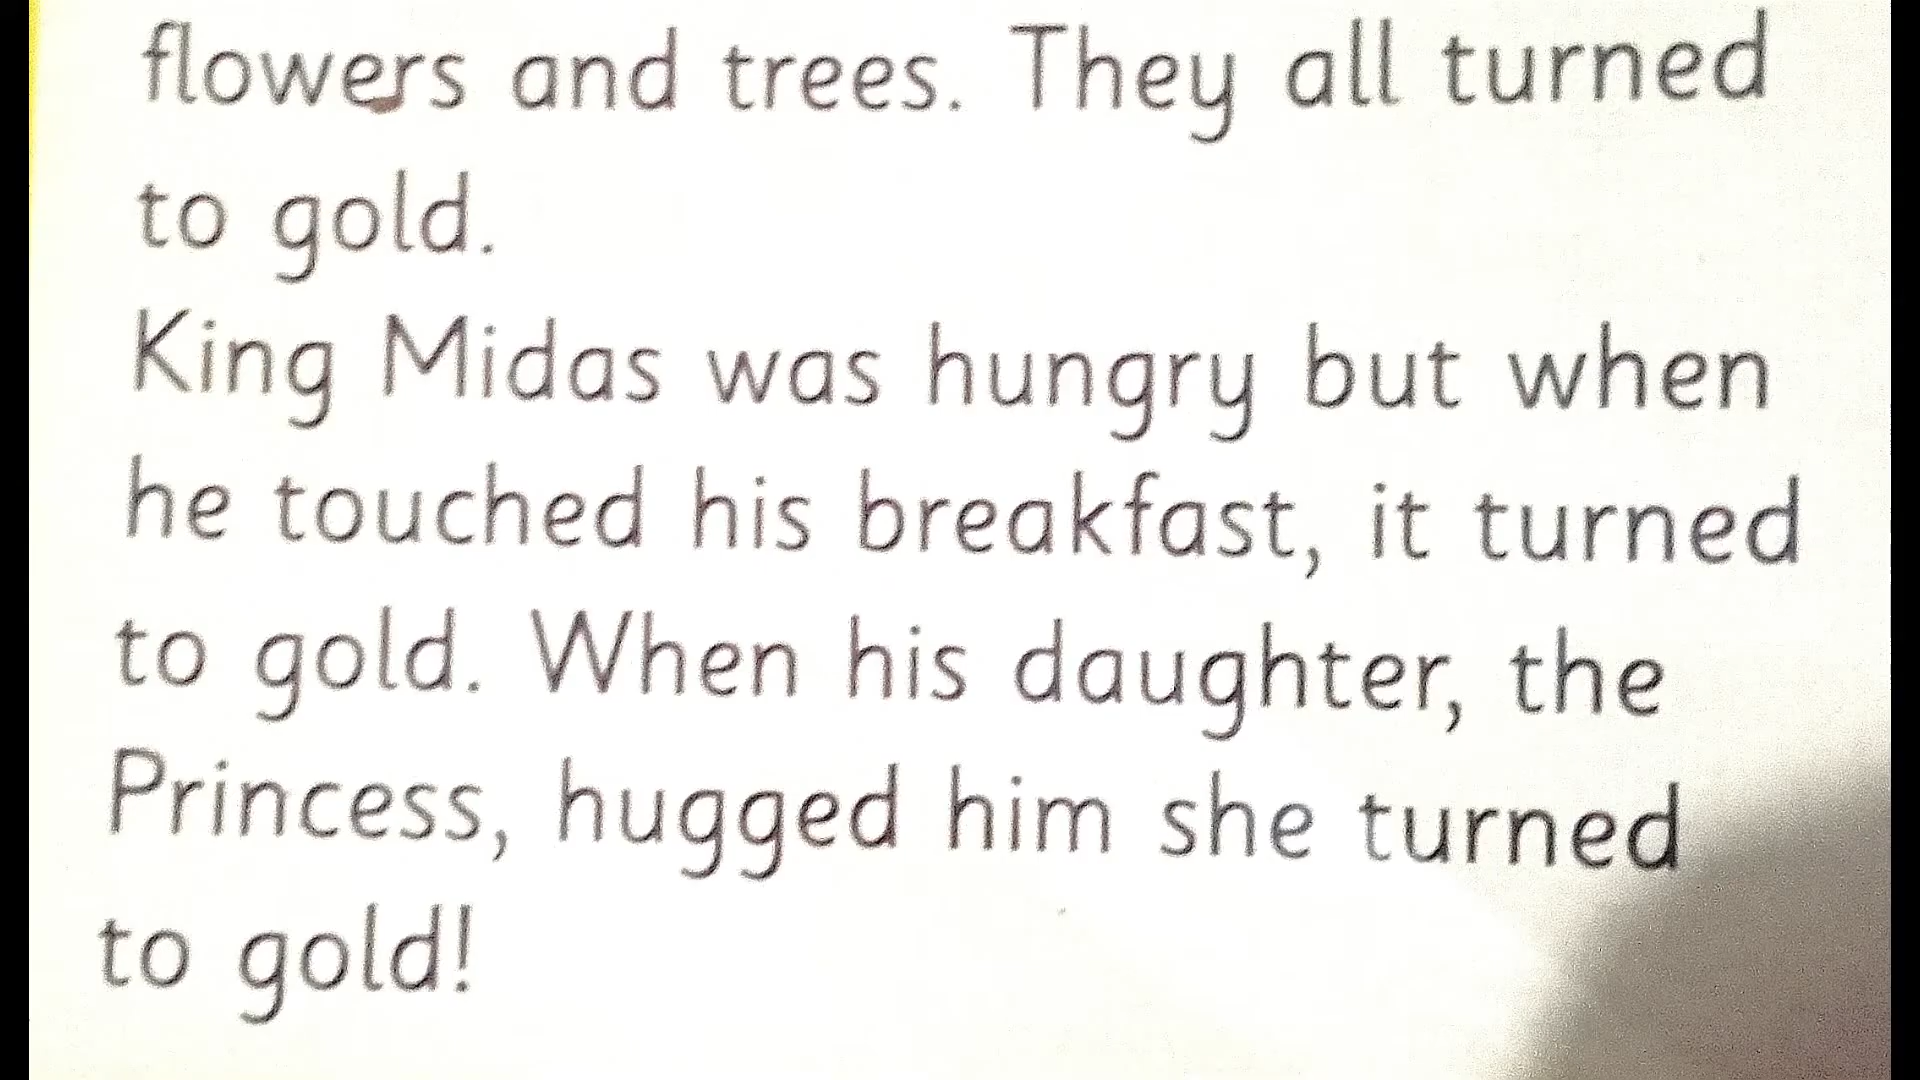 flowers and trees. They all turned
to gold.
King Midas was hungry but when
he touched his breakfast, it turned
to gold. When his daughter, the
Princess, hugged him she turned
to gold!